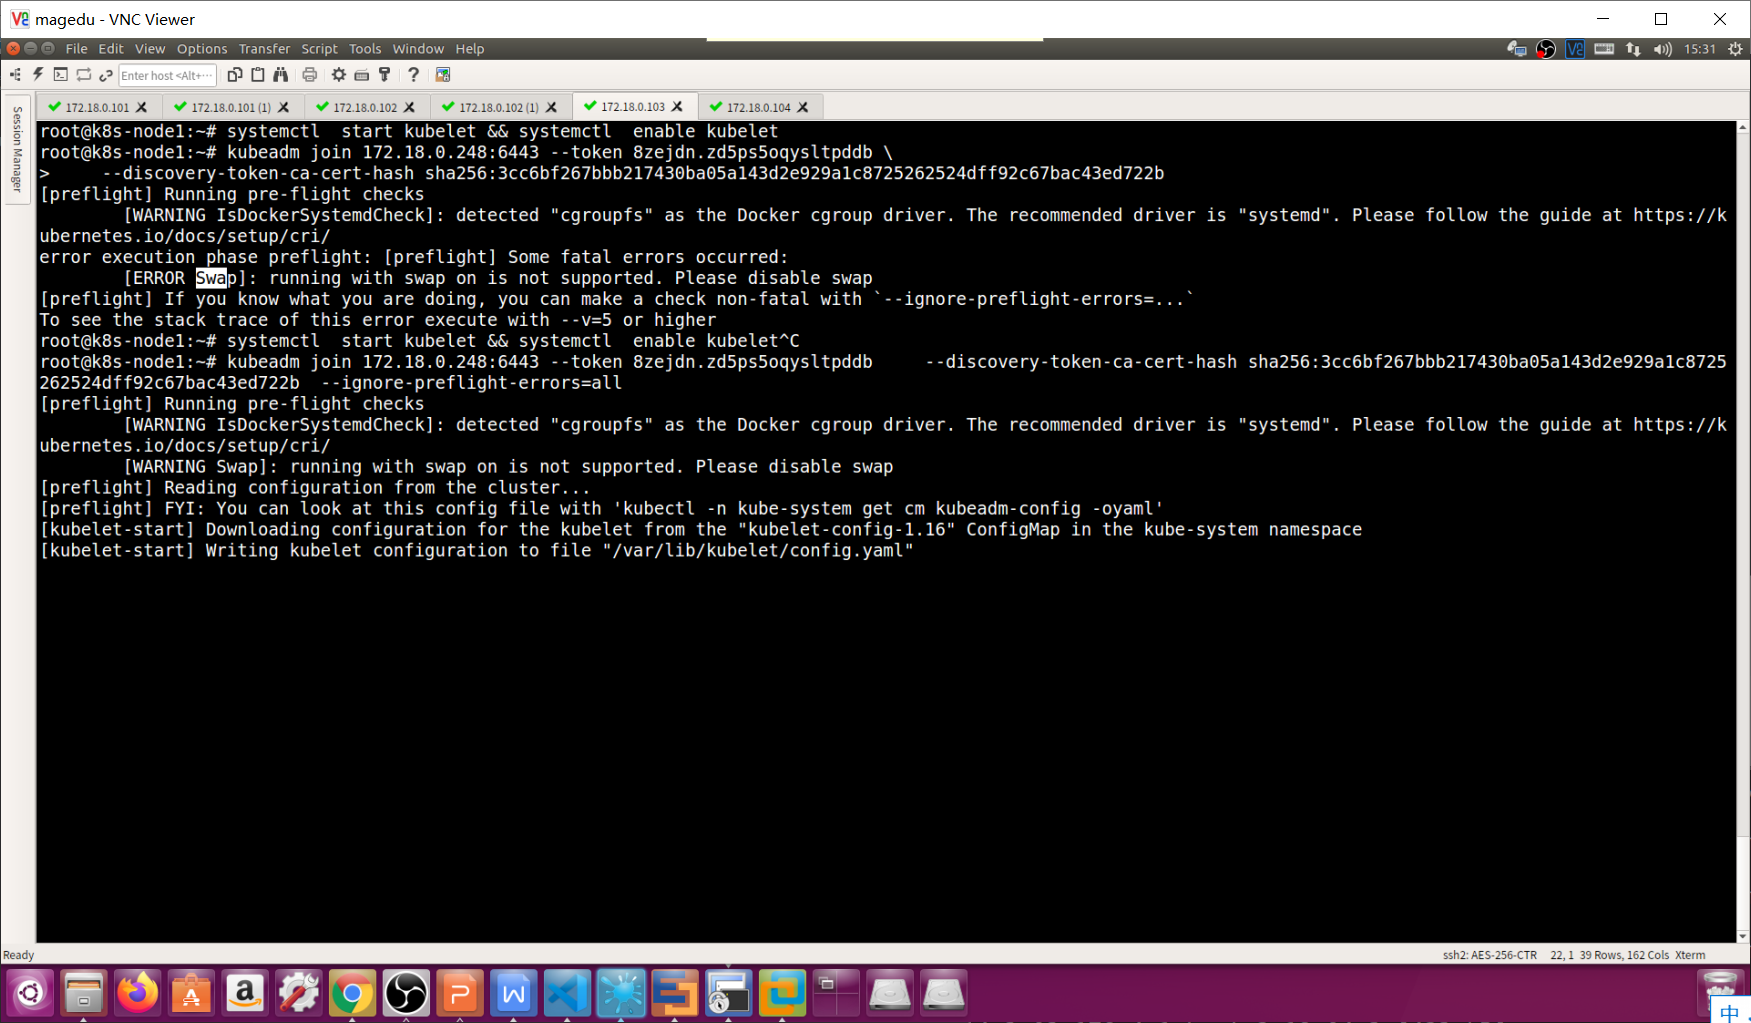 magedu - VNC Viewer
File Edit View Options Transfer Script Tools Window Help
15:31
Enter host <Alt+···
Session Manager
172.18.0.101 172.18.0.101 (1) 172.18.0.102 172.18.0.102 (1) 172.18.0.103 172.18.0.104
root@k8s-node1:~# systemctl  start kubelet && systemctl  enable kubelet
root@k8s-node1:~# kubeadm join 172.18.0.248:6443 --token 8zejdn.zd5ps5oqysltpddb \
>     --discovery-token-ca-cert-hash sha256:3cc6bf267bbb217430ba05a143d2e929a1c8725262524dff92c67bac43ed722b
[preflight] Running pre-flight checks
        [WARNING IsDockerSystemdCheck]: detected "cgroupfs" as the Docker cgroup driver. The recommended driver is "systemd". Please follow the guide at https://k
ubernetes.io/docs/setup/cri/
error execution phase preflight: [preflight] Some fatal errors occurred:
        [ERROR Swap]: running with swap on is not supported. Please disable swap
[preflight] If you know what you are doing, you can make a check non-fatal with `--ignore-preflight-errors=...`
To see the stack trace of this error execute with --v=5 or higher
root@k8s-node1:~# systemctl  start kubelet && systemctl  enable kubelet^C
root@k8s-node1:~# kubeadm join 172.18.0.248:6443 --token 8zejdn.zd5ps5oqysltpddb     --discovery-token-ca-cert-hash sha256:3cc6bf267bbb217430ba05a143d2e929a1c8725
262524dff92c67bac43ed722b  --ignore-preflight-errors=all
[preflight] Running pre-flight checks
        [WARNING IsDockerSystemdCheck]: detected "cgroupfs" as the Docker cgroup driver. The recommended driver is "systemd". Please follow the guide at https://k
ubernetes.io/docs/setup/cri/
        [WARNING Swap]: running with swap on is not supported. Please disable swap
[preflight] Reading configuration from the cluster...
[preflight] FYI: You can look at this config file with 'kubectl -n kube-system get cm kubeadm-config -oyaml'
[kubelet-start] Downloading configuration for the kubelet from the "kubelet-config-1.16" ConfigMap in the kube-system namespace
[kubelet-start] Writing kubelet configuration to file "/var/lib/kubelet/config.yaml"
Ready
ssh2: AES-256-CTR 22, 1 39 Rows, 162 Cols Xterm
中